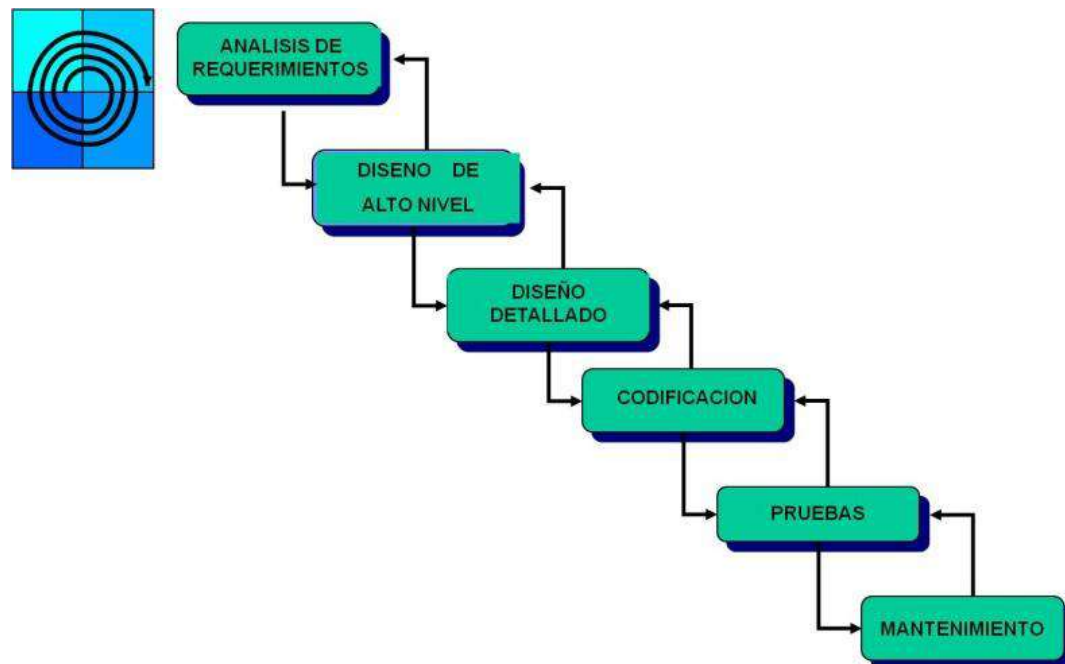 ANALISIS DE
REQUERIMIENTOS
DISENO DE
ALTO NIVEL
DISEÑO
DETALLADO
CODIFICACION
PRUEBAS
MANTENIMIENTO